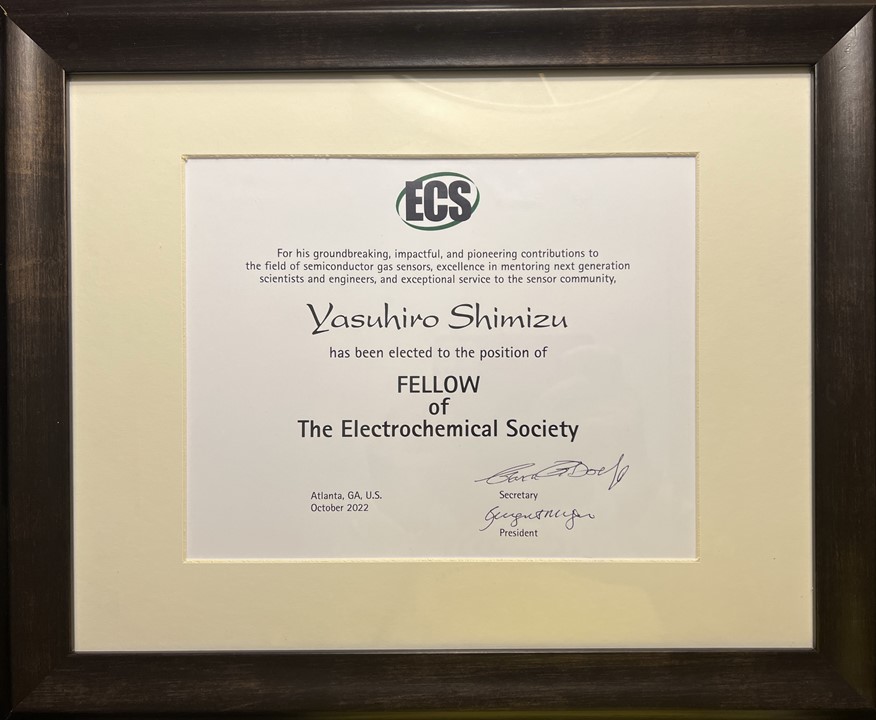 ECS
For his groundbreaking, impactful, and pioneering contributions to
the field of semiconductor gas sensors, excellence in mentoring next generation
scientists and engineers, and exceptional service to the sensor community,
Yasuhiro Shimizu
has been elected to the position of
FELLOW
of
The Electrochemical Society
Atlanta, GA, U.S.
October 2022
Secretary
President